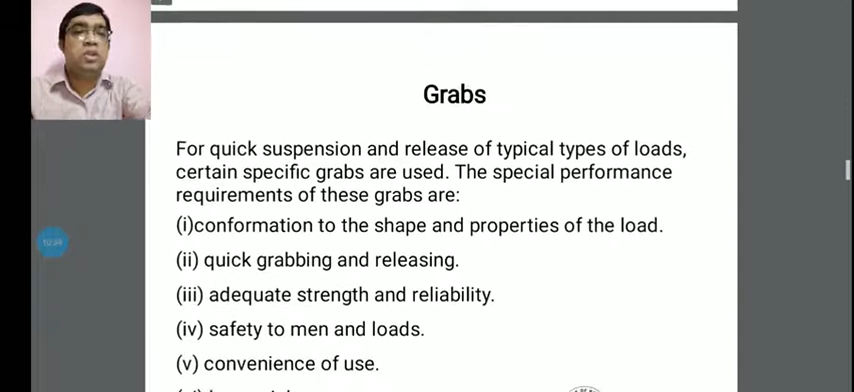 Grabs
For quick suspension and release of typical types of loads,
certain specific grabs are used. The special performance
requirements of these grabs are:
(i)conformation to the shape and properties of the load.
(ii) quick grabbing and releasing.
(iii) adequate strength and reliability.
(iv) safety to men and loads.
(v) convenience of use.